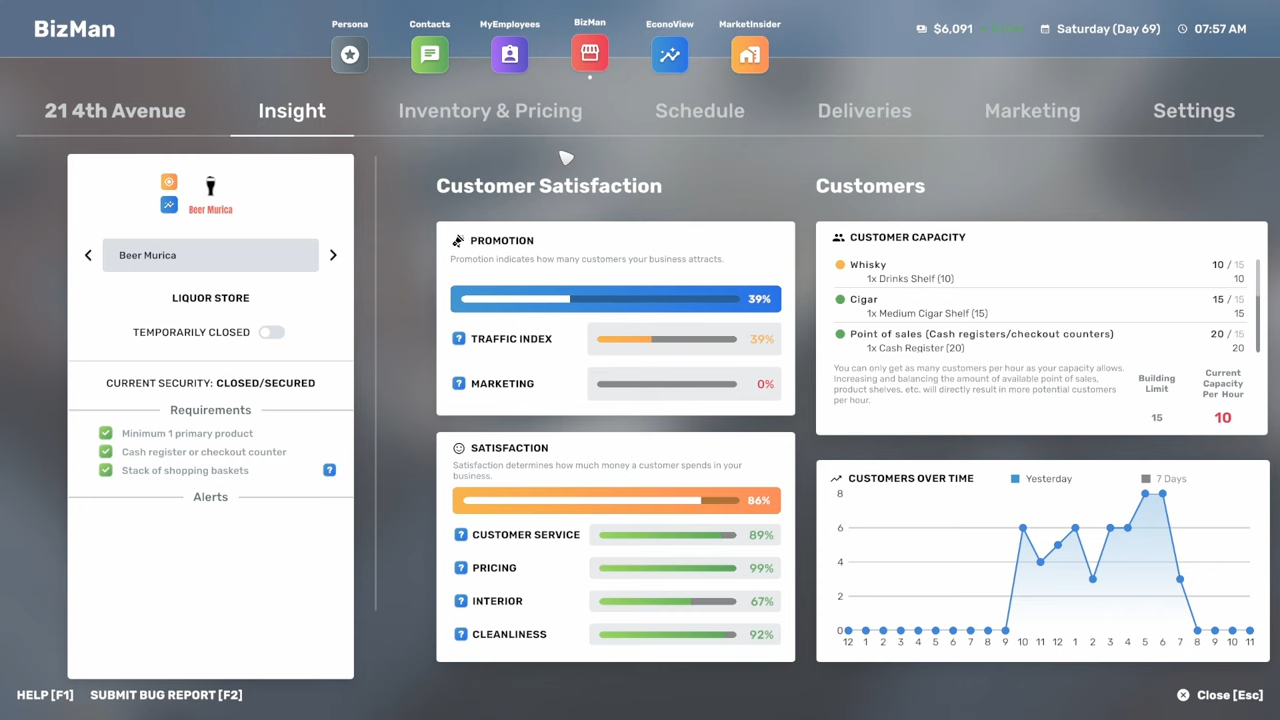 BizMan
Persona
Contacts
MyEmployees
BizMan
EconoView
MarketInsider
$6,091
Saturday (Day 69)
07:57 AM
21 4th Avenue
Insight
Inventory & Pricing
Schedule
Deliveries
Marketing
Settings
Beer Murica
Beer Murica
LIQUOR STORE
TEMPORARILY CLOSED
CURRENT SECURITY: CLOSED/SECURED
Requirements
Minimum 1 primary product
Cash register or checkout counter
Stack of shopping baskets
?
Alerts
Customer Satisfaction
PROMOTION
Promotion indicates how many customers your business attracts.
39%
? TRAFFIC INDEX 39%
? MARKETING 0%
SATISFACTION
Satisfaction determines how much money a customer spends in your
business.
86%
? CUSTOMER SERVICE 89%
? PRICING 99%
? INTERIOR 67%
? CLEANLINESS 92%
Customers
CUSTOMER CAPACITY
Whisky 10 / 15
1x Drinks Shelf (10) 10
Cigar 15 / 15
1x Medium Cigar Shelf (15) 15
Point of sales (Cash registers/checkout counters) 20 / 15
1x Cash Register (20) 20
You can only get as many customers per hour as your capacity allows.
Increasing and balancing the amount of available point of sales,
product shelves, etc. will directly result in more potential customers
per hour.
Building
Limit
15
Current
Capacity
Per Hour
10
CUSTOMERS OVER TIME
Yesterday
7 Days
8
6
4
2
0
12 1 2 3 4 5 6 7 8 9 10 11 12 1 2 3 4 5 6 7 8 9 10 11
HELP [F1]
SUBMIT BUG REPORT [F2]
Close [Esc]